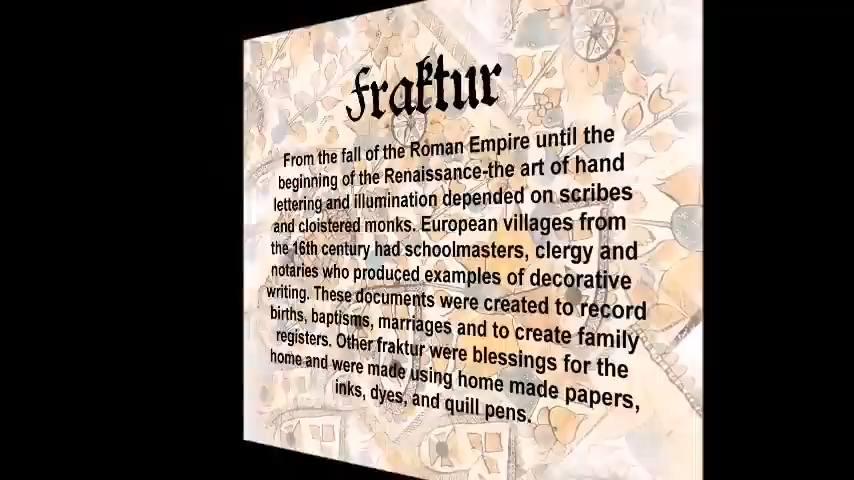 fraktur
From the fall of the Roman Empire until the
beginning of the Renaissance-the art of hand
lettering and illumination depended on scribes
and cloistered monks. European villages from
the 16th century had schoolmasters, clergy and
notaries who produced examples of decorative
writing. These documents were created to record
births, baptisms, marriages and to create family
registers. Other fraktur were blessings for the
home and were made using home made papers,
inks, dyes, and quill pens.